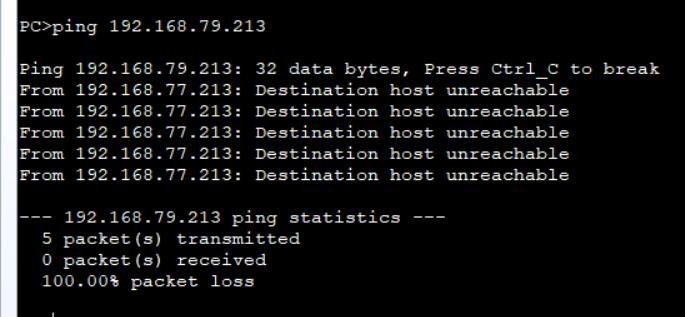 PC>ping 192.168.79.213
Ping 192.168.79.213: 32 data bytes, Press Ctrl_C to break
From 192.168.77.213: Destination host unreachable
From 192.168.77.213: Destination host unreachable
From 192.168.77.213: Destination host unreachable
From 192.168.77.213: Destination host unreachable
From 192.168.77.213: Destination host unreachable
--- 192.168.79.213 ping statistics ---
5 packet(s) transmitted
0 packet(s) received
100.00% packet loss